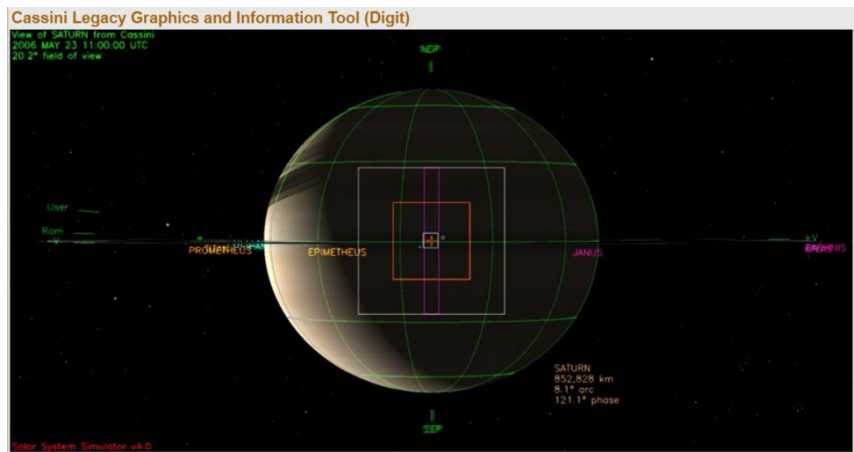 Cassini Legacy Graphics and Information Tool (Digit)
View of SATURN from Cassini
2006 MAY 23 11:00:00 UTC
20.2° field of view
NEP
User
Ram
-V
±V
PROMETHEUS
EPIMETHEUS
JANUS
SATURN
852,828 km
8.1° arc
121.1° phase
SEP
Solar System Simulator v4.0